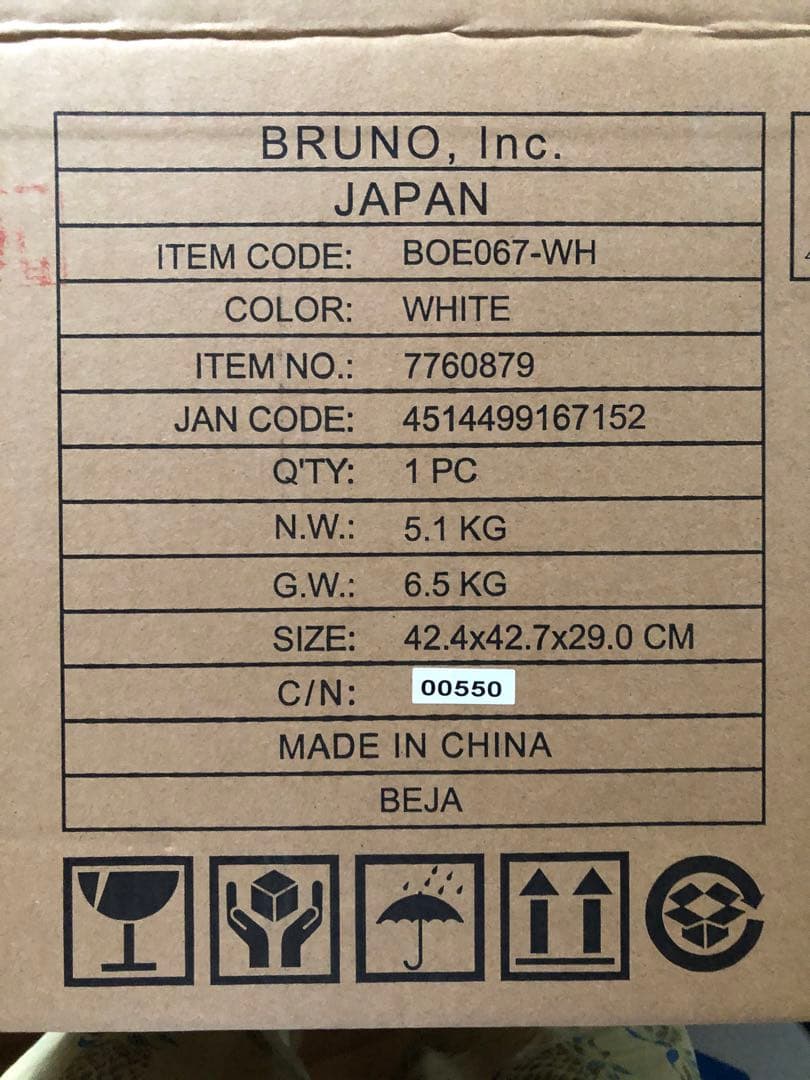 BRUNO, Inc.
JAPAN
ITEM CODE: BOE067-WH
COLOR: WHITE
ITEM NO.: 7760879
JAN CODE: 4514499167152
Q'TY: 1 PC
N.W.: 5.1 KG
G.W.: 6.5 KG
SIZE: 42.4x42.7x29.0 CM
C/N: 00550
MADE IN CHINA
BEJA